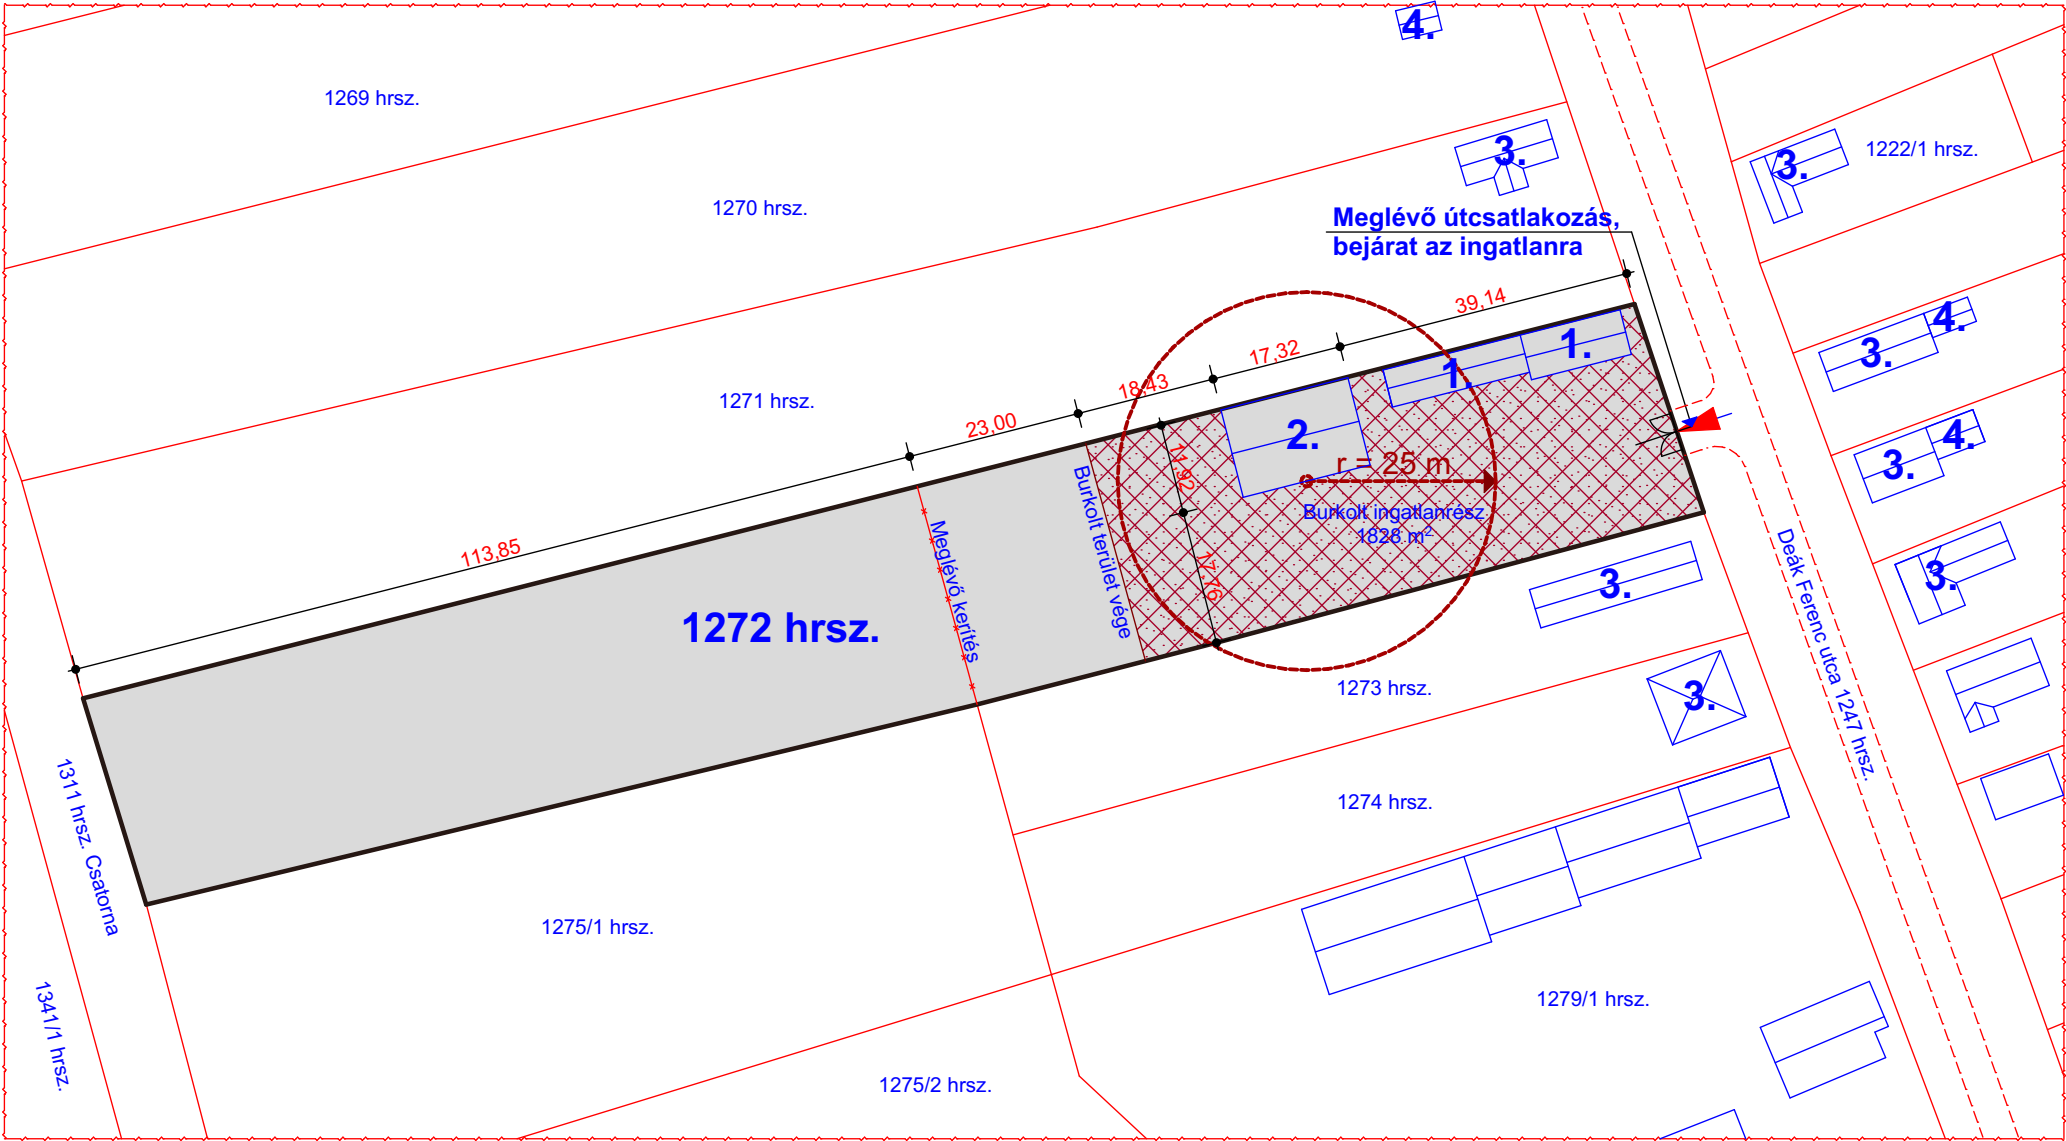 4.
1269 hrsz.
3.
3.
1222/1 hrsz.
1270 hrsz.
Meglévő útcsatlakozás,
bejárat az ingatlanra
39,14
4.
3.
17,32
1.
1.
18,43
1271 hrsz.
23,00
2.
4.
3.
11,92
r = 25 m
Burkolt ingatlanrész
1828 m²
Burkolt terület vége
Meglévő kerítés
113,85
17,76
3.
3.
1272 hrsz.
Deák Ferenc utca 1247 hrsz.
1273 hrsz.
3.
1274 hrsz.
1311 hrsz. Csatorna
1275/1 hrsz.
1279/1 hrsz.
1341/1 hrsz.
1275/2 hrsz.